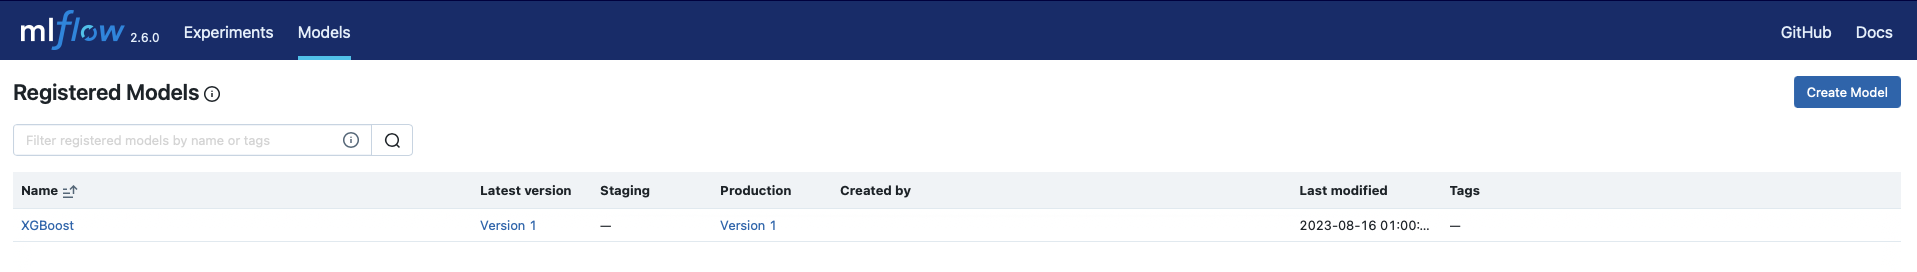 mlflow 2.6.0 Experiments Models GitHub Docs
Registered Models Create Model
Filter registered models by name or tags
Name Latest version Staging Production Created by Last modified Tags
XGBoost Version 1 — Version 1 2023-08-16 01:00:... —